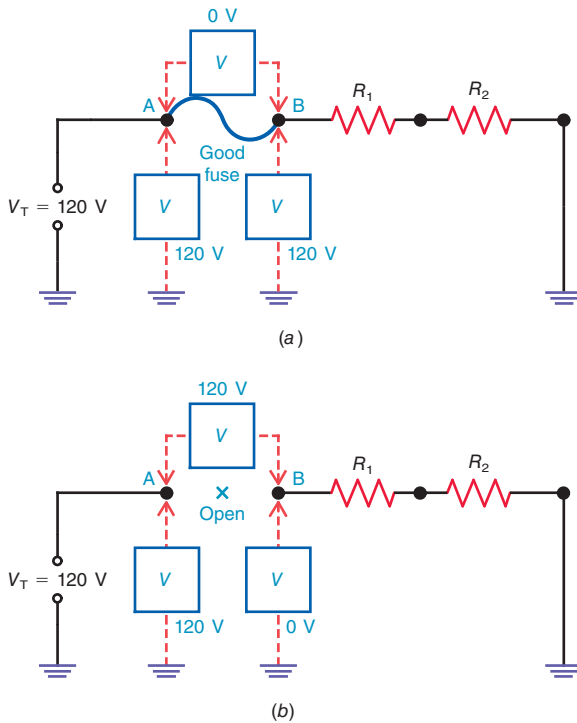 0 V
V
A
B
R1
R2
Good
fuse
VT = 120 V
V
V
120 V
120 V
(a)
120 V
V
A
B
R1
R2
Open
VT = 120 V
V
V
120 V
0 V
(b)